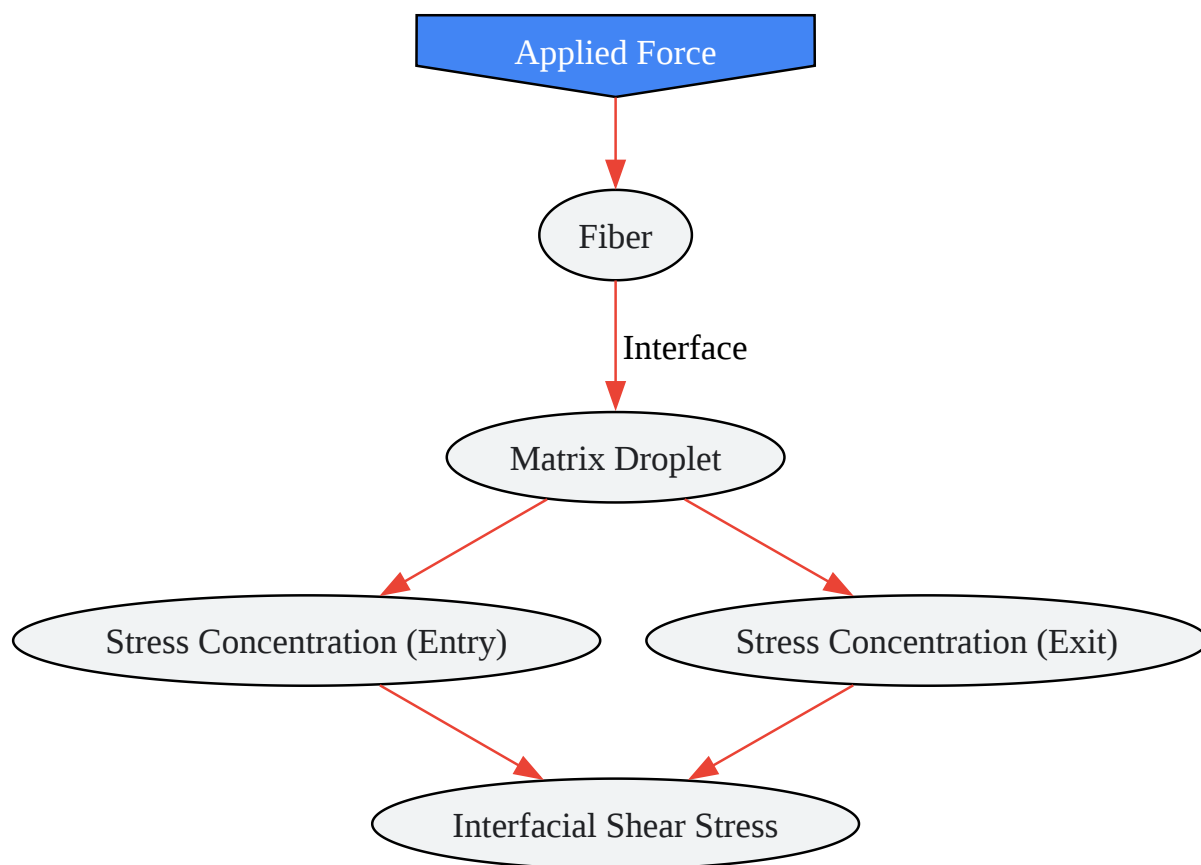 Applied Force
Fiber
Interface
Matrix Droplet
Stress Concentration (Entry)
Stress Concentration (Exit)
Interfacial Shear Stress